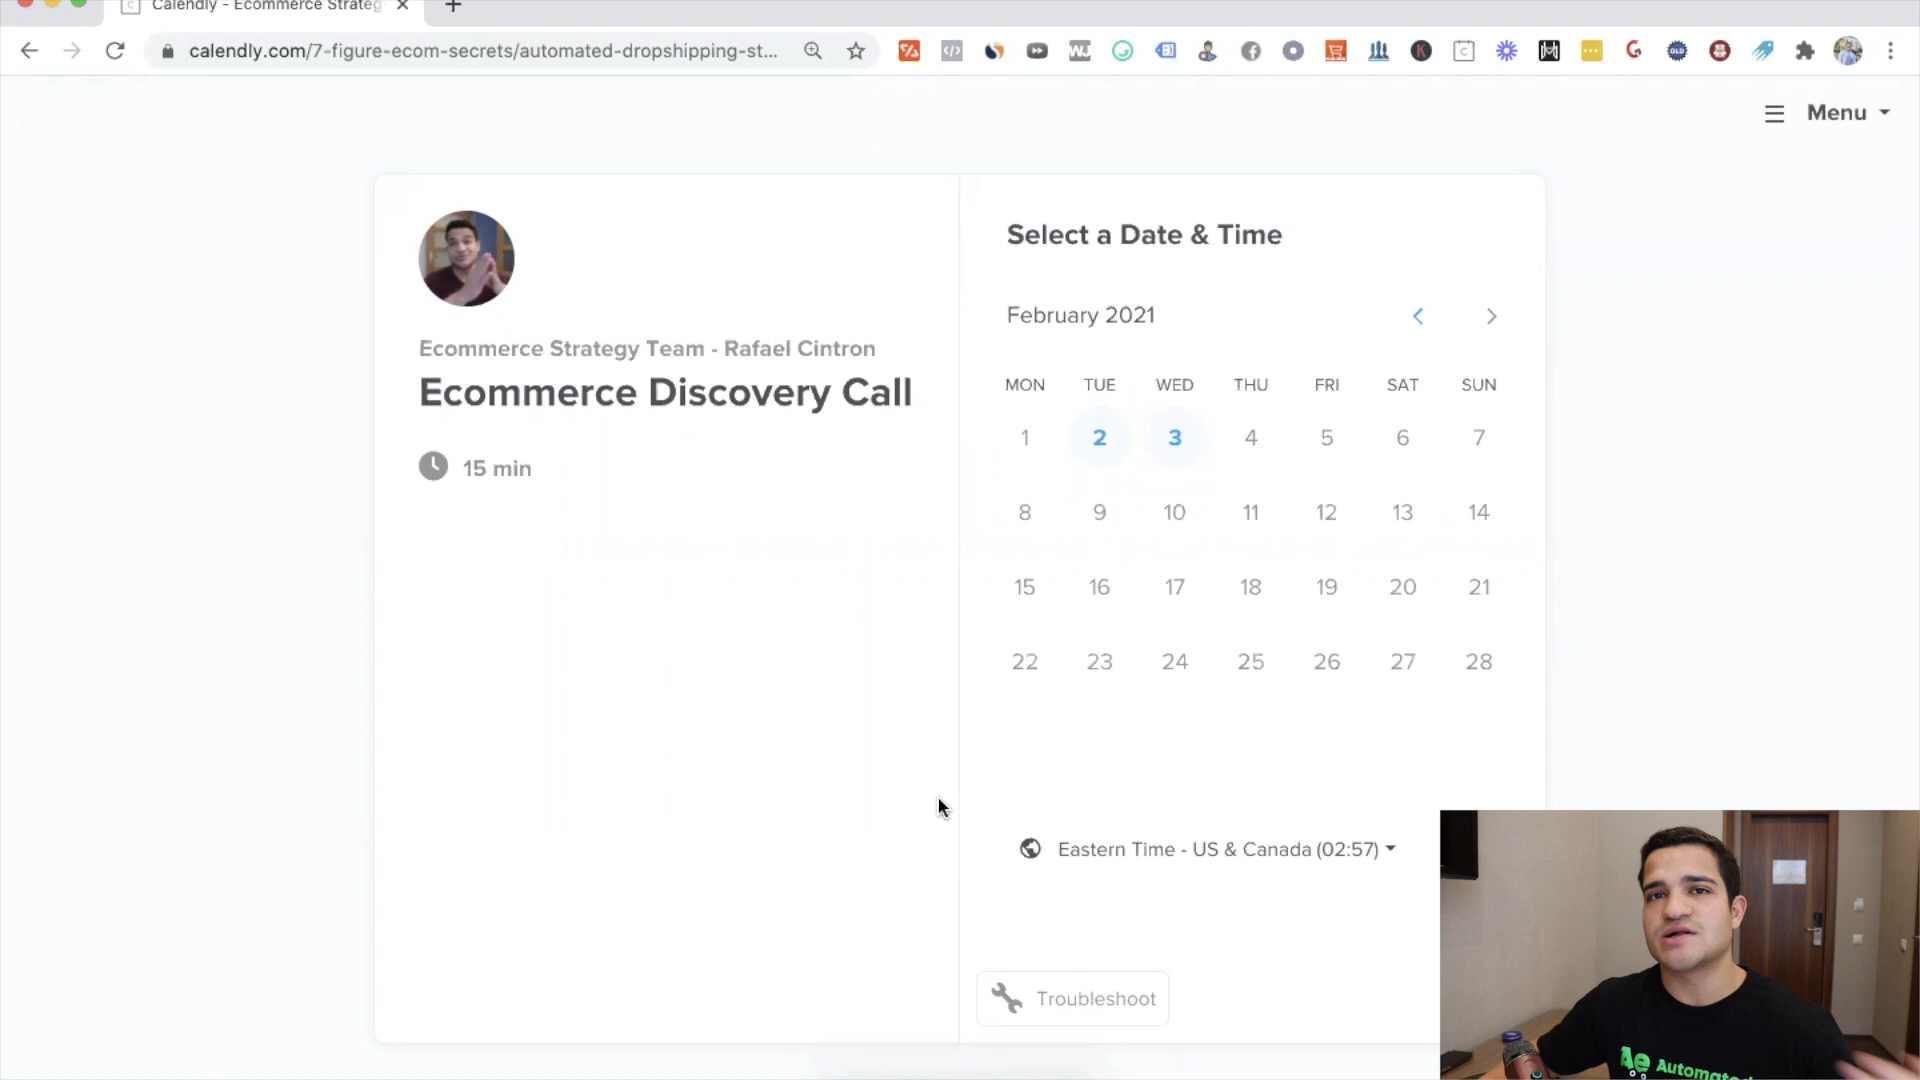 Calendly - Ecommerce Strateg
calendly.com/7-figure-ecom-secrets/automated-dropshipping-st...
Menu
Ecommerce Strategy Team - Rafael Cintron
Ecommerce Discovery Call
15 min
Select a Date & Time
February 2021
MON TUE WED THU FRI SAT SUN
1 2 3 4 5 6 7
8 9 10 11 12 13 14
15 16 17 18 19 20 21
22 23 24 25 26 27 28
Eastern Time - US & Canada (02:57)
Troubleshoot
Ae Automate